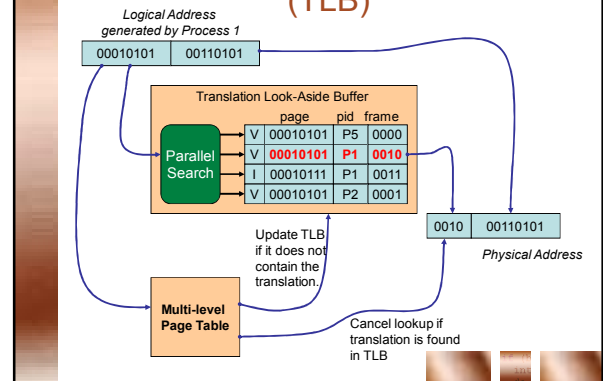 (TLB)
Logical Address
generated by Process 1
00010101 00110101
Translation Look-Aside Buffer
page pid frame
V 00010101 P5 0000
V 00010101 P1 0010
I 00010111 P1 0011
V 00010101 P2 0001
Parallel
Search
0010 00110101
Physical Address
Update TLB
if it does not
contain the
translation.
Multi-level
Page Table
Cancel lookup if
translation is found
in TLB